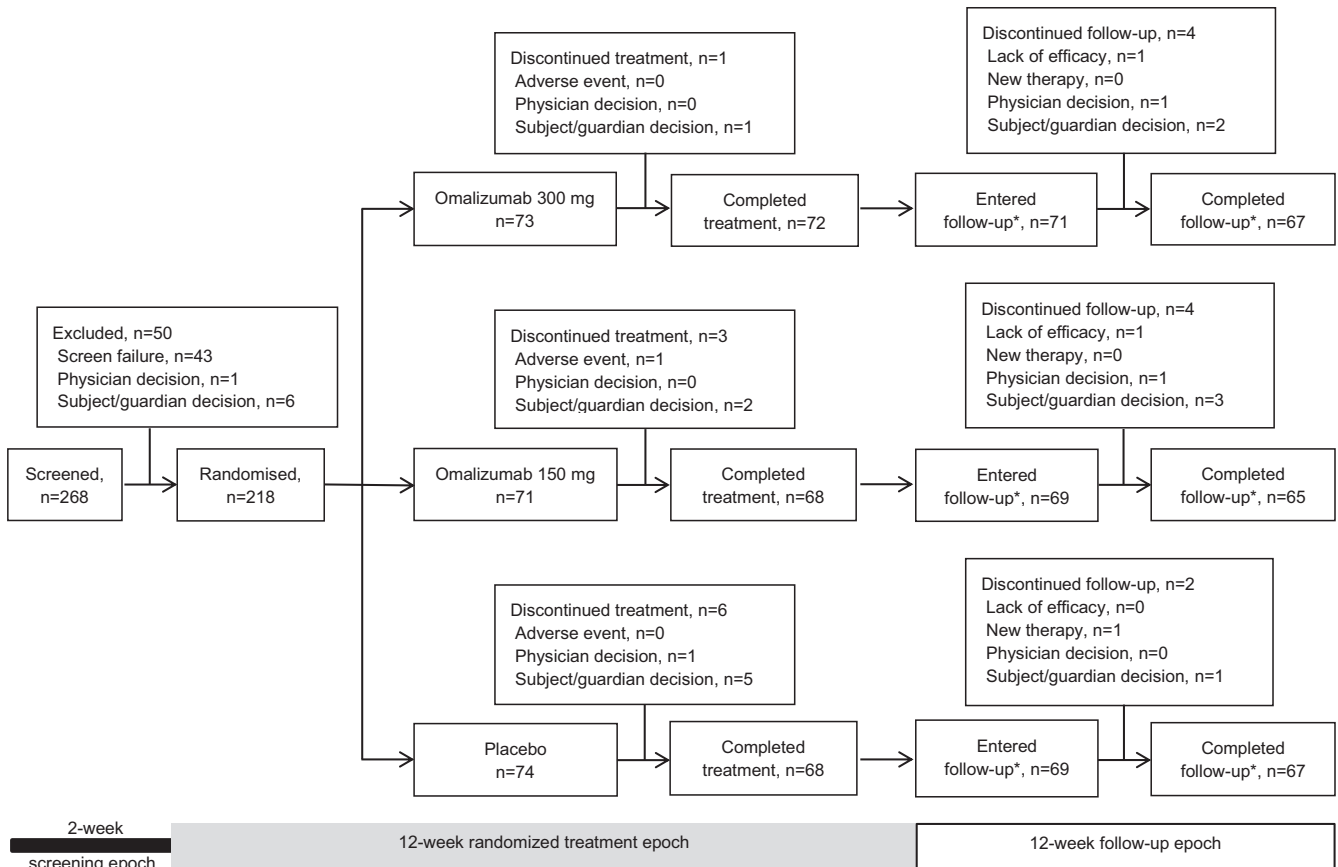 Discontinued treatment, n=1
Adverse event, n=0
Physician decision, n=0
Subject/guardian decision, n=1
Discontinued follow-up, n=4
Lack of efficacy, n=1
New therapy, n=0
Physician decision, n=1
Subject/guardian decision, n=2
Omalizumab 300 mg
n=73
Completed
treatment, n=72
Entered
follow-up*, n=71
Completed
follow-up*, n=67
Excluded, n=50
Screen failure, n=43
Physician decision, n=1
Subject/guardian decision, n=6
Discontinued treatment, n=3
Adverse event, n=1
Physician decision, n=0
Subject/guardian decision, n=2
Discontinued follow-up, n=4
Lack of efficacy, n=1
New therapy, n=0
Physician decision, n=1
Subject/guardian decision, n=3
Screened,
n=268
Randomised,
n=218
Omalizumab 150 mg
n=71
Completed
treatment, n=68
Entered
follow-up*, n=69
Completed
follow-up*, n=65
Discontinued treatment, n=6
Adverse event, n=0
Physician decision, n=1
Subject/guardian decision, n=5
Discontinued follow-up, n=2
Lack of efficacy, n=0
New therapy, n=1
Physician decision, n=0
Subject/guardian decision, n=1
Placebo
n=74
Completed
treatment, n=68
Entered
follow-up*, n=69
Completed
follow-up*, n=67
2-week
screening epoch
12-week randomized treatment epoch
12-week follow-up epoch